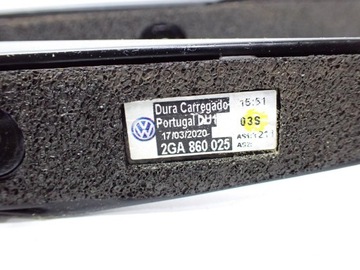 Dura Carregado 15:51
Portugal 03S
17/03/2020
2GA 860 025